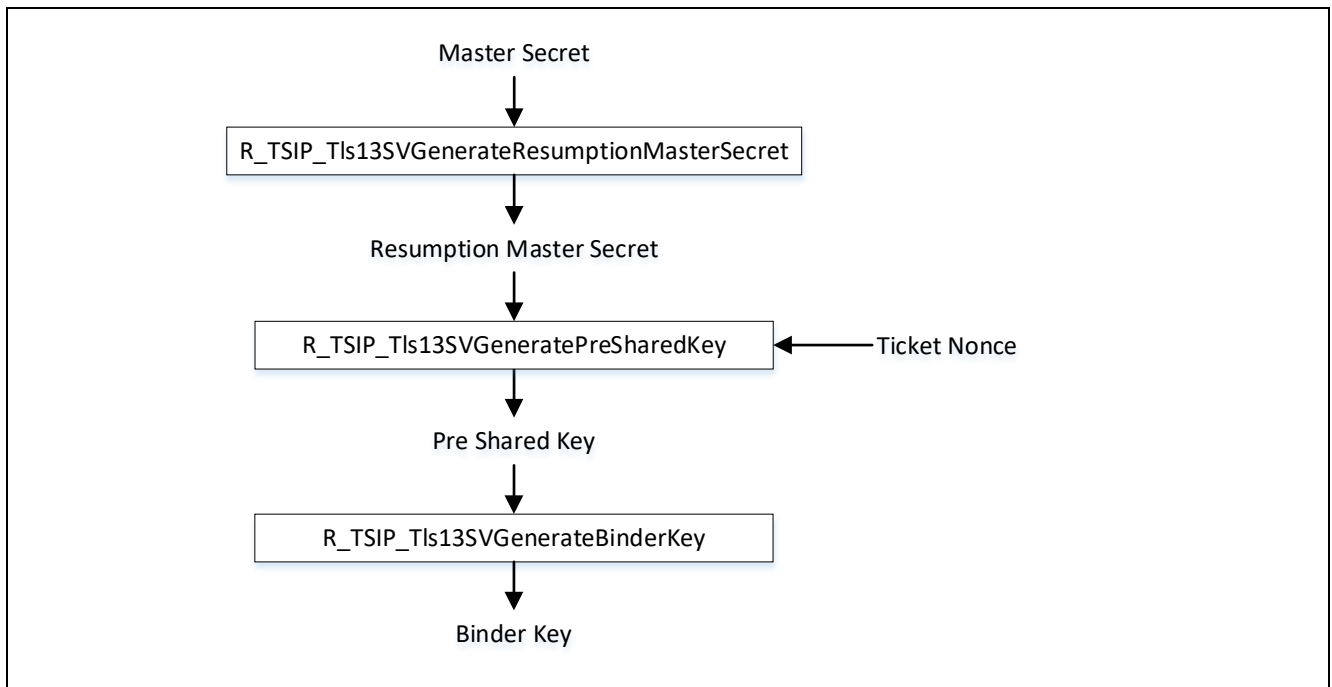 Master Secret
R_TSIP_Tls13SVGenerateResumptionMasterSecret
Resumption Master Secret
R_TSIP_Tls13SVGeneratePreSharedKey
Ticket Nonce
Pre Shared Key
R_TSIP_Tls13SVGenerateBinderKey
Binder Key